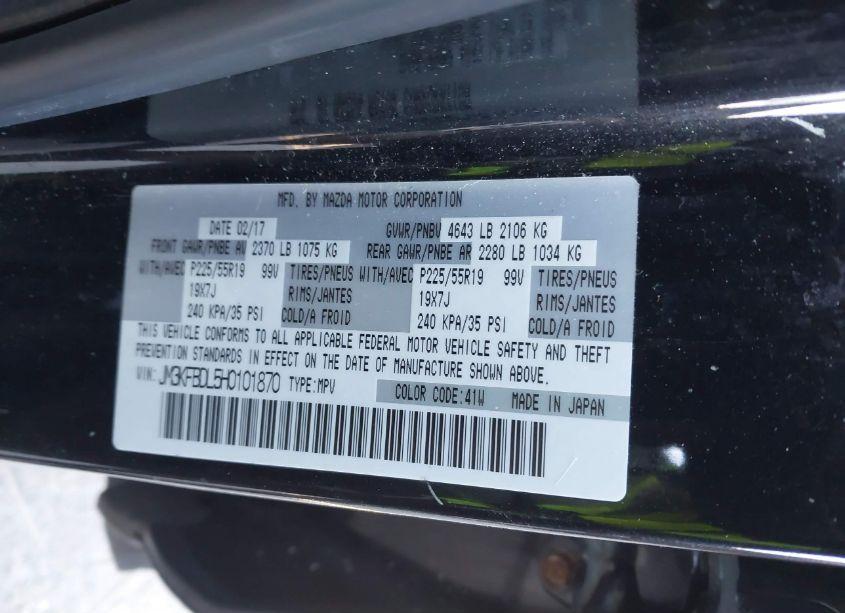 MFD. BY MAZDA MOTOR CORPORATION
DATE 02/17 GVWR/PNBV 4643 LB 2106 KG
FRONT GAWR/PNBE AV 2370 LB 1075 KG REAR GAWR/PNBE AR 2280 LB 1034 KG
WITH/AVEC P225/55R19 99V TIRES/PNEUS WITH/AVEC P225/55R19 99V TIRES/PNEUS
19X7J RIMS/JANTES 19X7J RIMS/JANTES
240 KPA/35 PSI COLD/A FROID 240 KPA/35 PSI COLD/A FROID
THIS VEHICLE CONFORMS TO ALL APPLICABLE FEDERAL MOTOR VEHICLE SAFETY AND THEFT
PREVENTION STANDARDS IN EFFECT ON THE DATE OF MANUFACTURE SHOWN ABOVE.
VIN: JM3KFBDL5H0101870 TYPE:MPV COLOR CODE:41W MADE IN JAPAN